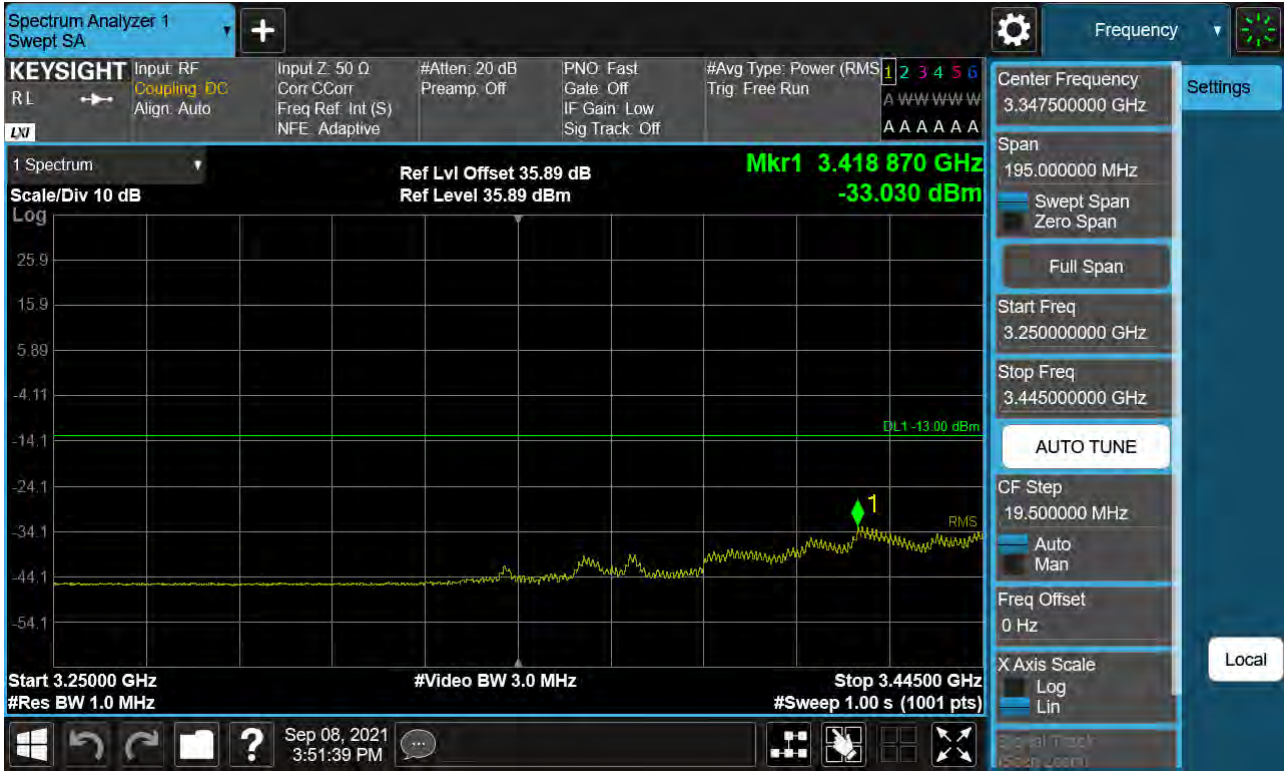 Spectrum Analyzer 1
Swept SA
+
Frequency
KEYSIGHT
RL
LXI
Input: RF
Coupling: DC
Align: Auto
Input Z: 50 Ω
Corr CCorr
Freq Ref: Int (S)
NFE: Adaptive
#Atten: 20 dB
Preamp: Off
PNO: Fast
Gate: Off
IF Gain: Low
Sig Track: Off
#Avg Type: Power (RMS
Trig: Free Run
1 2 3 4 5 6
A W W W W W
A A A A A A
1 Spectrum
Scale/Div 10 dB
Log
Ref Lvl Offset 35.89 dB
Ref Level 35.89 dBm
Mkr1 3.418 870 GHz
-33.030 dBm
25.9
15.9
5.89
-4.11
DL1 -13.00 dBm
-14.1
-24.1
1
RMS
-34.1
-44.1
-54.1
Start 3.25000 GHz
#Res BW 1.0 MHz
#Video BW 3.0 MHz
Stop 3.44500 GHz
#Sweep 1.00 s (1001 pts)
Center Frequency
3.347500000 GHz
Settings
Span
195.000000 MHz
Swept Span
Zero Span
Full Span
Start Freq
3.250000000 GHz
Stop Freq
3.445000000 GHz
AUTO TUNE
CF Step
19.500000 MHz
Auto
Man
Freq Offset
0 Hz
X Axis Scale
Log
Lin
Local
Signal Track
(Span Zoom)
?
Sep 08, 2021
3:51:39 PM